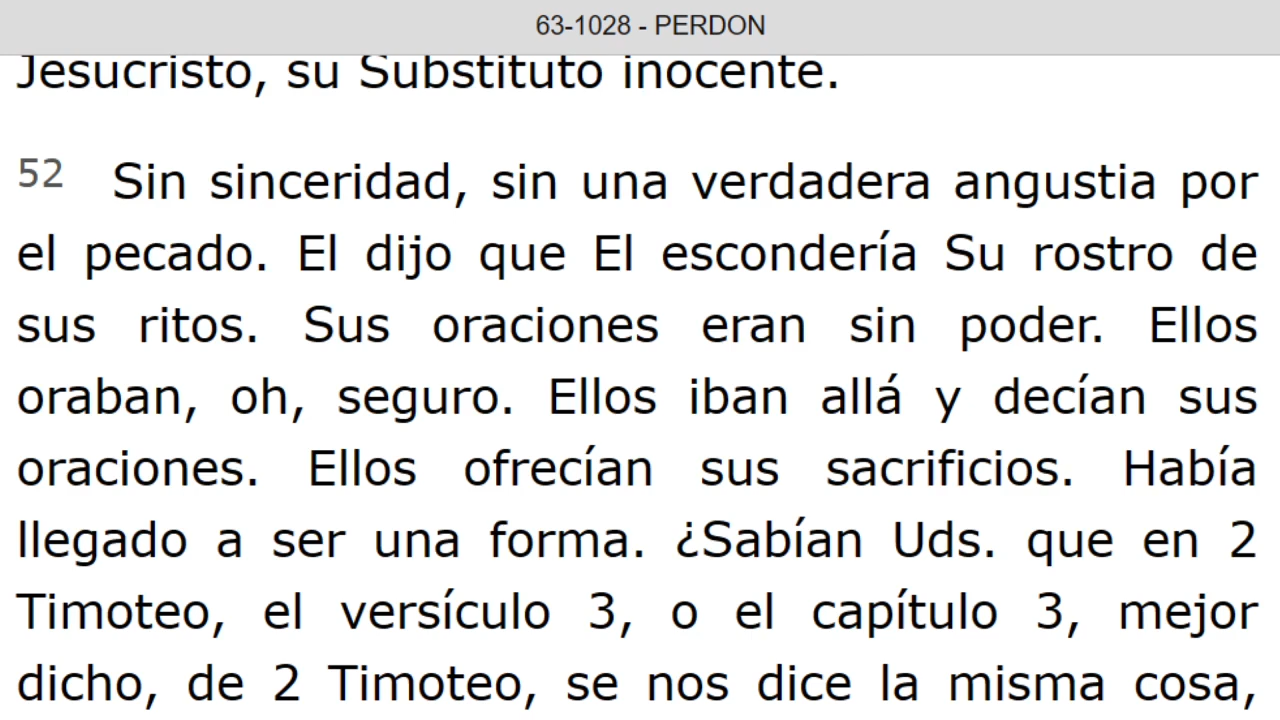 63-1028 - PERDON
Jesucristo, su Substituto inocente.
52 Sin sinceridad, sin una verdadera angustia por
el pecado. El dijo que El escondería Su rostro de
sus ritos. Sus oraciones eran sin poder. Ellos
oraban, oh, seguro. Ellos iban allá y decían sus
oraciones. Ellos ofrecían sus sacrificios. Había
llegado a ser una forma. ¿Sabían Uds. que en 2
Timoteo, el versículo 3, o el capítulo 3, mejor
dicho, de 2 Timoteo, se nos dice la misma cosa,